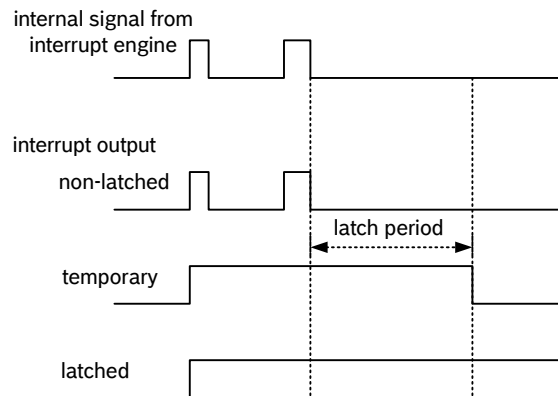 internal signal from
interrupt engine
interrupt output
non-latched
latch period
temporary
latched